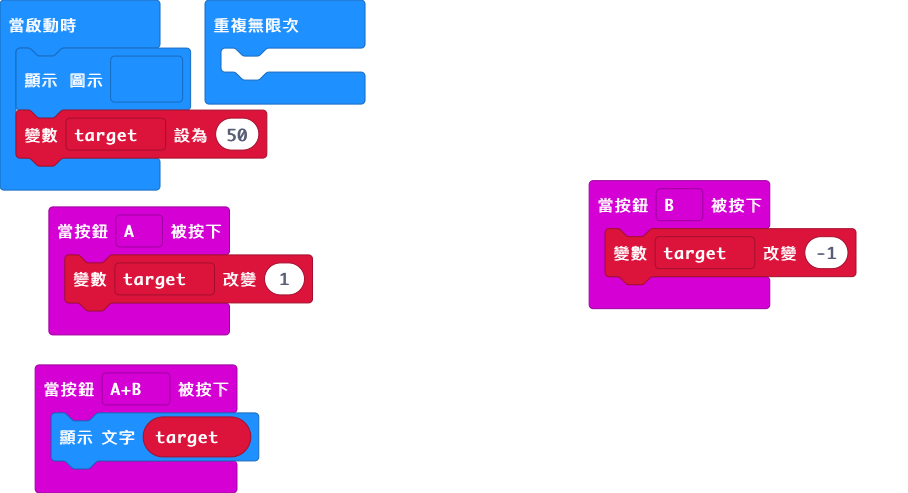 當啟動時
顯示 圖示
變數 target 設為 50
重複無限次
當按鈕 A 被按下
變數 target 改變 1
當按鈕 B 被按下
變數 target 改變 -1
當按鈕 A+B 被按下
顯示 文字 target